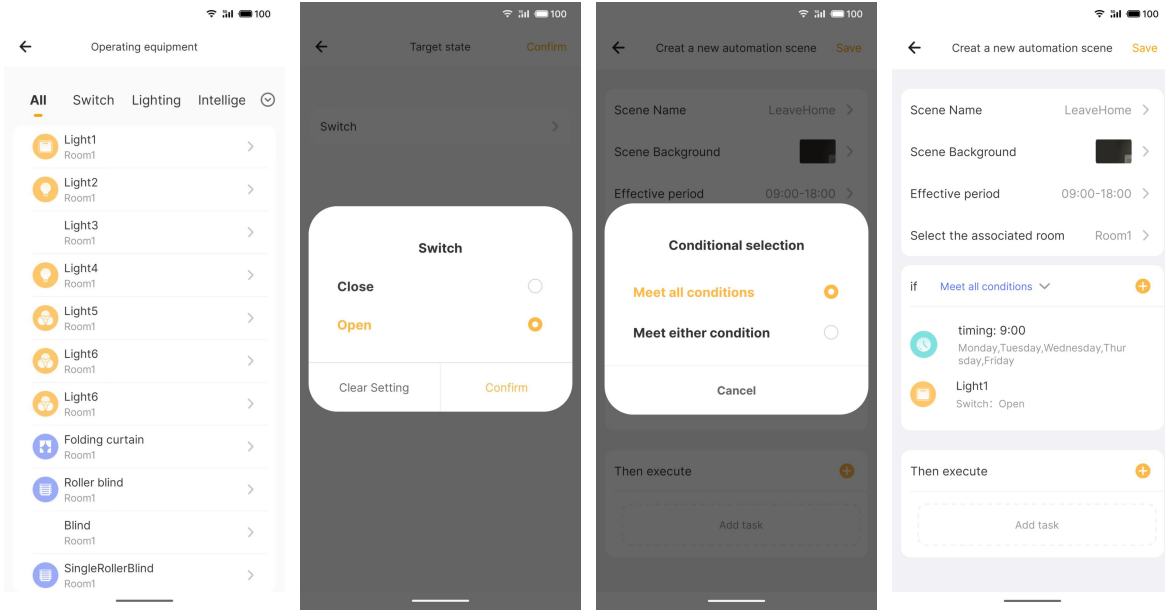 100
Operating equipment
All Switch Lighting Intellige
Light1
Room1
Light2
Room1
Light3
Room1
Light4
Room1
Light5
Room1
Light6
Room1
Light6
Room1
Folding curtain
Room1
Roller blind
Room1
Blind
Room1
SingleRollerBlind
Room1
100
Target state Confirm
Switch
Switch
Close
Open
Clear Setting Confirm
100
Creat a new automation scene Save
Scene Name LeaveHome
Scene Background
Effective period 09:00-18:00
Conditional selection
Meet all conditions
Meet either condition
Cancel
Then execute
Add task
100
Creat a new automation scene Save
Scene Name LeaveHome
Scene Background
Effective period 09:00-18:00
Select the associated room Room1
if Meet all conditions
timing: 9:00
Monday,Tuesday,Wednesday,Thur
sday,Friday
Light1
Switch: Open
Then execute
Add task